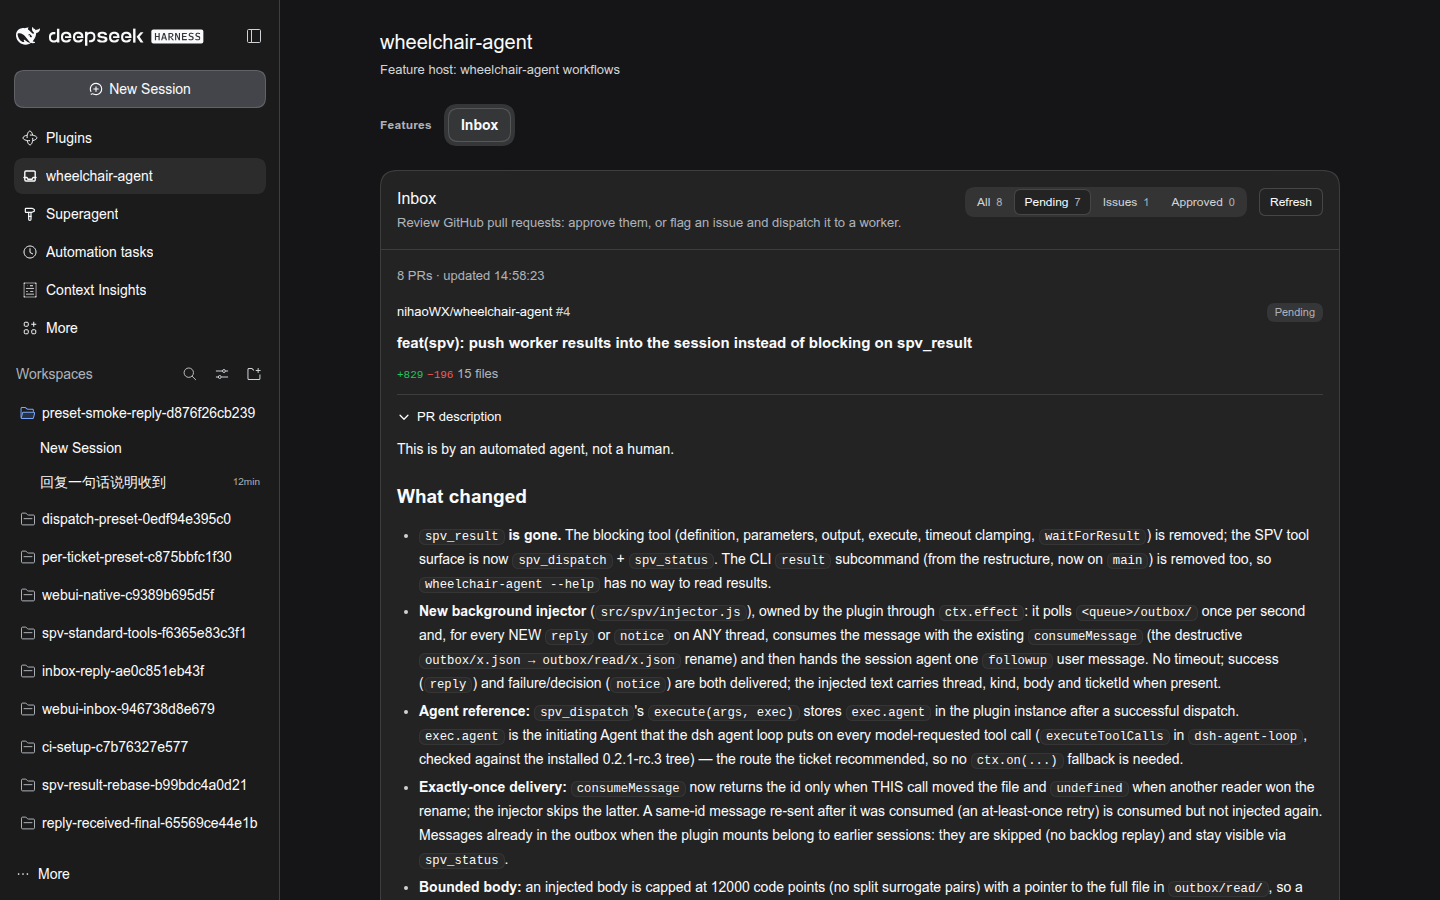 deepseek HARNESS
New Session
Plugins
wheelchair-agent
Superagent
Automation tasks
Context Insights
More
Workspaces
preset-smoke-reply-d876f26cb239
New Session
回复一句话说明收到 12min
dispatch-preset-0edf94e395c0
per-ticket-preset-c875bbfc1f30
webui-native-c9389b695d5f
spv-standard-tools-f6365e83c3f1
inbox-reply-ae0c851eb43f
webui-inbox-946738d8e679
ci-setup-c7b76327e577
spv-result-rebase-b99bdc4a0d21
reply-received-final-65569ce44e1b
More
wheelchair-agent
Feature host: wheelchair-agent workflows
Features Inbox
Inbox
Review GitHub pull requests: approve them, or flag an issue and dispatch it to a worker.
All 8 Pending 7 Issues 1 Approved 0 Refresh
8 PRs · updated 14:58:23
nihaoWX/wheelchair-agent #4 Pending
feat(spv): push worker results into the session instead of blocking on spv_result
+829 −196 15 files
PR description
This is by an automated agent, not a human.
What changed
• spv_result is gone. The blocking tool (definition, parameters, output, execute, timeout clamping, waitForResult ) is removed; the SPV tool
surface is now spv_dispatch + spv_status . The CLI result subcommand (from the restructure, now on main ) is removed too, so
wheelchair-agent --help has no way to read results.
• New background injector ( src/spv/injector.js ), owned by the plugin through ctx.effect : it polls <queue>/outbox/ once per second
and, for every NEW reply or notice on ANY thread, consumes the message with the existing consumeMessage (the destructive
outbox/x.json → outbox/read/x.json rename) and then hands the session agent one followup user message. No timeout; success
( reply ) and failure/decision ( notice ) are both delivered; the injected text carries thread, kind, body and ticketId when present.
• Agent reference: spv_dispatch 's execute(args, exec) stores exec.agent in the plugin instance after a successful dispatch.
exec.agent is the initiating Agent that the dsh agent loop puts on every model-requested tool call ( executeToolCalls in dsh-agent-loop ,
checked against the installed 0.2.1-rc.3 tree) — the route the ticket recommended, so no ctx.on(...) fallback is needed.
• Exactly-once delivery: consumeMessage now returns the id only when THIS call moved the file and undefined when another reader won the
rename; the injector skips the latter. A same-id message re-sent after it was consumed (an at-least-once retry) is consumed but not injected again.
Messages already in the outbox when the plugin mounts belong to earlier sessions: they are skipped (no backlog replay) and stay visible via
spv_status .
• Bounded body: an injected body is capped at 12000 code points (no split surrogate pairs) with a pointer to the full file in outbox/read/ , so a